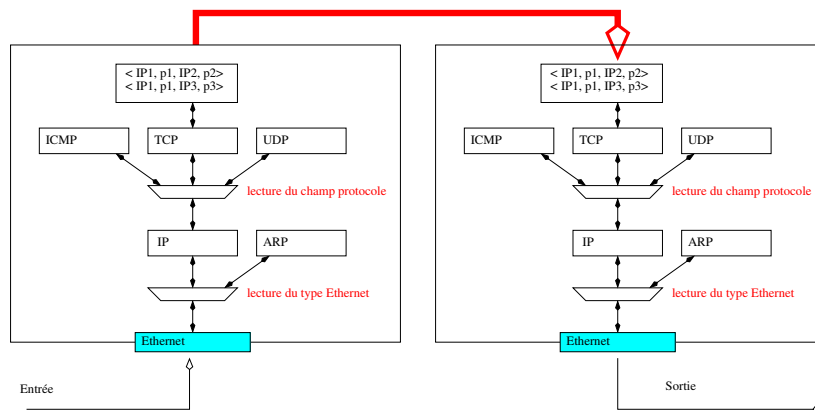 < IP1, p1, IP2, p2>
< IP1, p1, IP3, p3>
ICMP
TCP
UDP
lecture du champ protocole
IP
ARP
lecture du type Ethernet
Ethernet
Entrée
< IP1, p1, IP2, p2>
< IP1, p1, IP3, p3>
ICMP
TCP
UDP
lecture du champ protocole
IP
ARP
lecture du type Ethernet
Ethernet
Sortie